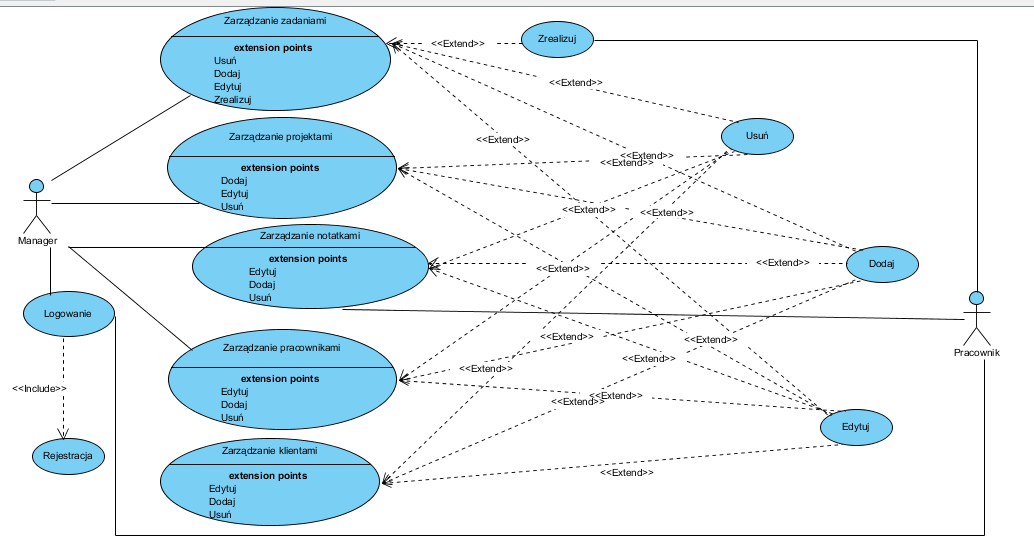 Zarządzanie zadaniami
extension points
Usuń
Dodaj
Edytuj
Zrealizuj
Zarządzanie projektami
extension points
Dodaj
Edytuj
Usuń
Zarządzanie notatkami
extension points
Edytuj
Dodaj
Usuń
Zarządzanie pracownikami
extension points
Edytuj
Dodaj
Usuń
Zarządzanie klientami
extension points
Edytuj
Dodaj
Usuń
Manager
Logowanie
<<Include>>
Rejestracja
<<Extend>>
Zrealizuj
<<Extend>>
Usuń
<<Extend>>
<<Extend>>
<<Extend>>
<<Extend>>
<<Extend>>
<<Extend>>
<<Extend>>
Dodaj
<<Extend>>
<<Extend>>
<<Extend>>
<<Extend>>
<<Extend>>
<<Extend>>
Edytuj
<<Extend>>
Pracownik